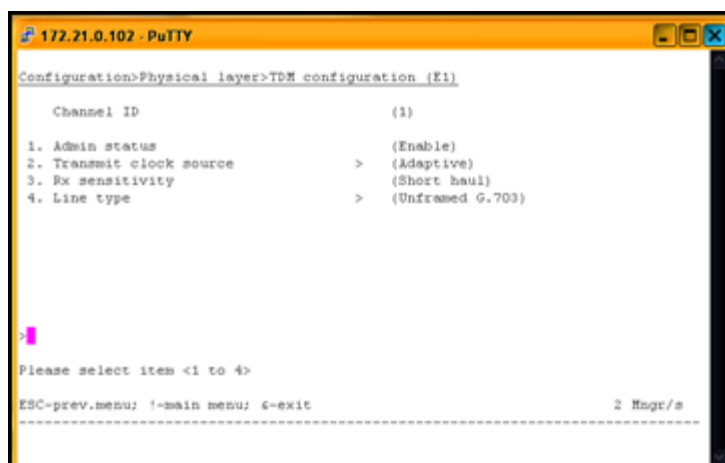 172.21.0.102 - PuTTY
Configuration>Physical layer>TDM configuration (E1)
Channel ID (1)
1. Admin status (Enable)
2. Transmit clock source > (Adaptive)
3. Rx sensitivity (Short haul)
4. Line type > (Unframed G.703)
>
Please select item <1 to 4>
ESC-prev.menu; !-main menu; &-exit 2 Mngr/s